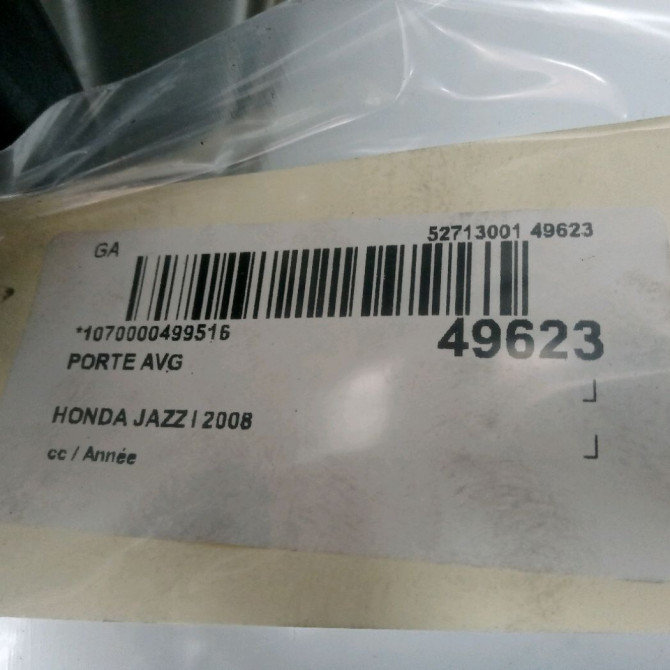 GA
52713001 49623
*1070000499516
49623
PORTE AVG
HONDA JAZZ I 2008
cc / Année